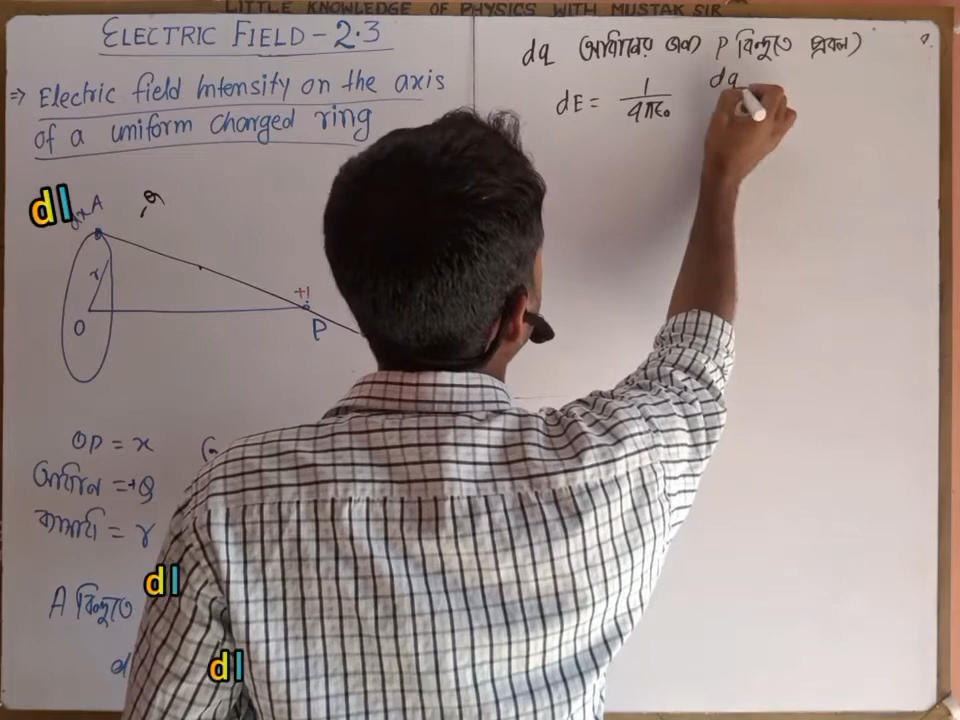 LITTLE KNOWLEDGE OF PHYSICS WITH MUSTAK SIR
ELECTRIC FIELD - 2.3
⇒ Electric field Intensity on the axis
of a uniform charged ring
dl
A
r
O
+1
P
OP = x
আধান = +Q
ব্যাসার্ধ = r
A বিন্দুতে
dl
dl
dq আধানের জন্য P বিন্দুতে প্রাবল্য
dE = 1/4πε₀ dq